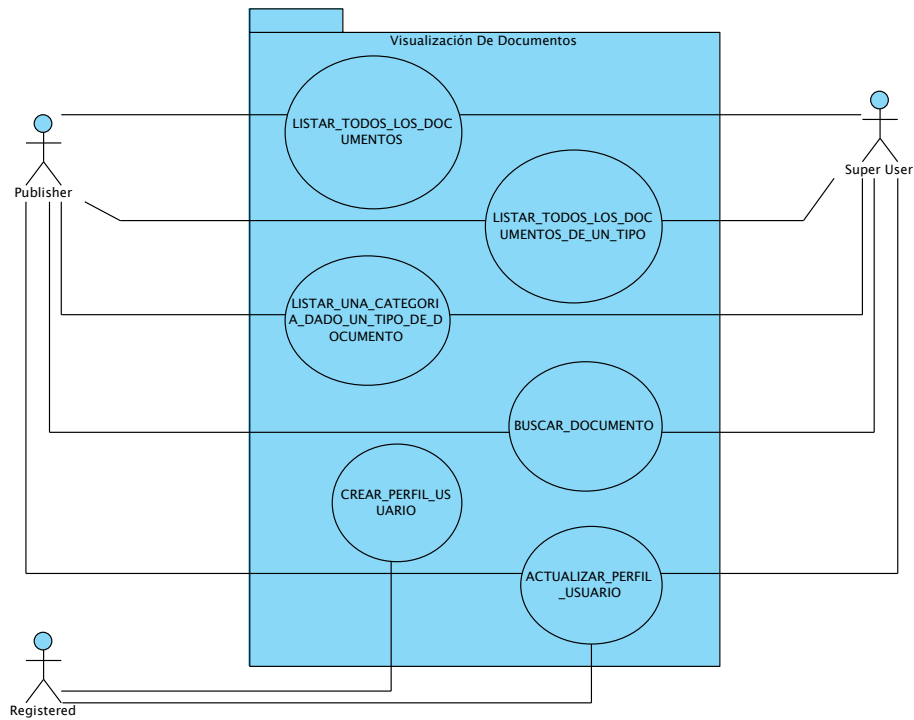 Visualización De Documentos
LISTAR_TODOS_LOS_DOC
UMENTOS
Publisher
Super User
LISTAR_TODOS_LOS_DOC
UMENTOS_DE_UN_TIPO
LISTAR_UNA_CATEGORI
A_DADO_UN_TIPO_DE_D
OCUMENTO
BUSCAR_DOCUMENTO
CREAR_PERFIL_US
UARIO
ACTUALIZAR_PERFIL
_USUARIO
Registered